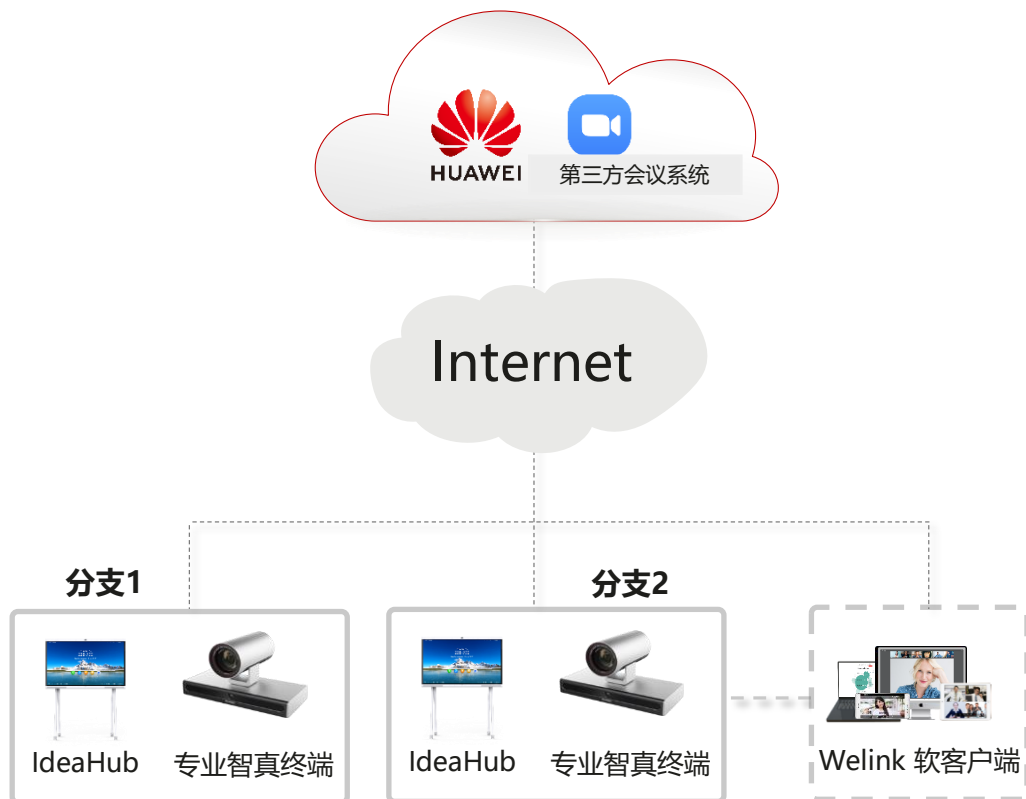 HUAWEI
第三方会议系统
Internet
分支1
分支2
IdeaHub
专业智真终端
IdeaHub
专业智真终端
Welink 软客户端